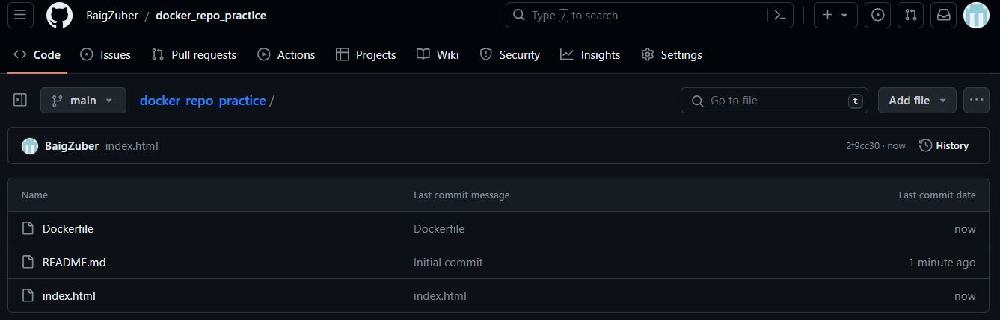 BaigZuber / docker_repo_practice Type / to search
Code Issues Pull requests Actions Projects Wiki Security Insights Settings
main docker_repo_practice / Go to file t Add file
BaigZuber index.html 2f9cc30 · now History
Name Last commit message Last commit date
Dockerfile Dockerfile now
README.md Initial commit 1 minute ago
index.html index.html now